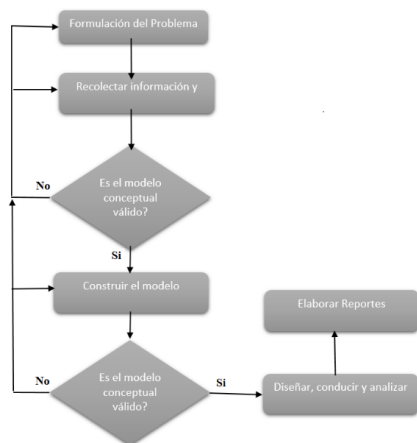 Formulación del Problema
Recolectar información y
Es el modelo
conceptual
válido?
No
Si
Construir el modelo
Es el modelo
conceptual
válido?
No
Si
Diseñar, conducir y analizar
Elaborar Reportes